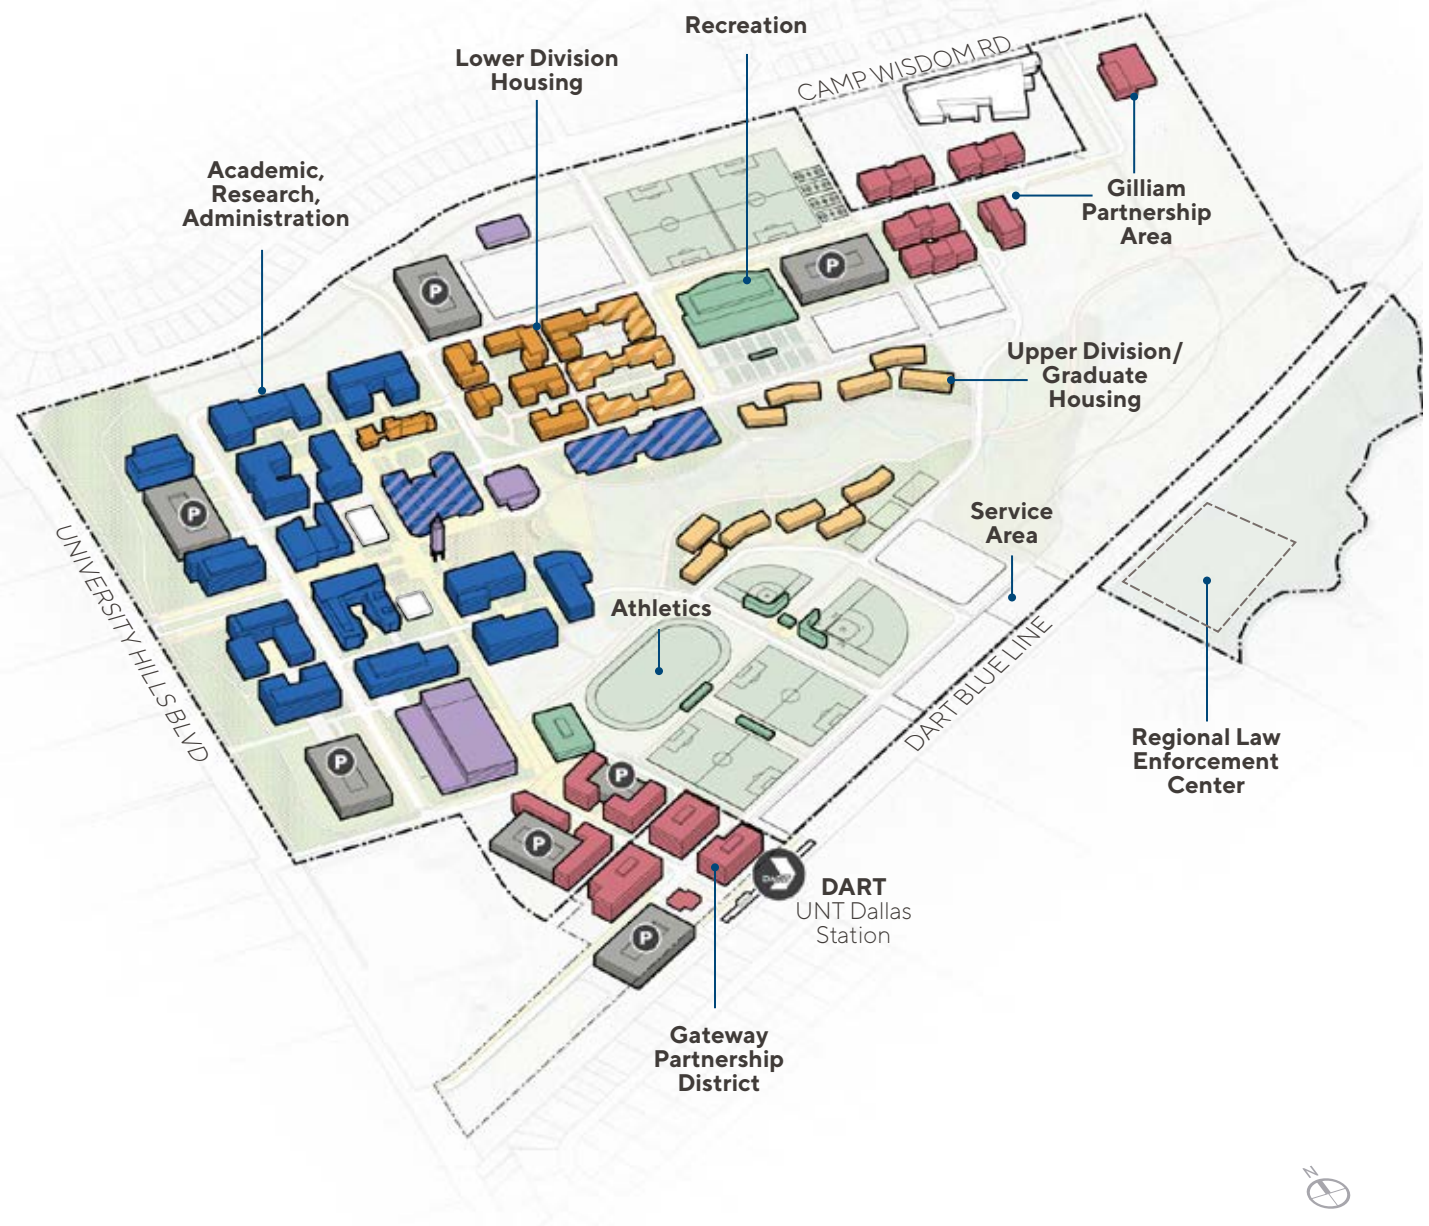 Recreation
Lower Division
Housing
CAMP WISDOM RD
Academic,
Research,
Administration
Gilliam
Partnership
Area
P
P
Upper Division/
Graduate
Housing
P
Service
Area
UNIVERSITY HILLS BLVD
Athletics
DART BLUE LINE
Regional Law
Enforcement
Center
P
P
P
DART
DART
UNT Dallas
Station
P
Gateway
Partnership
District
N